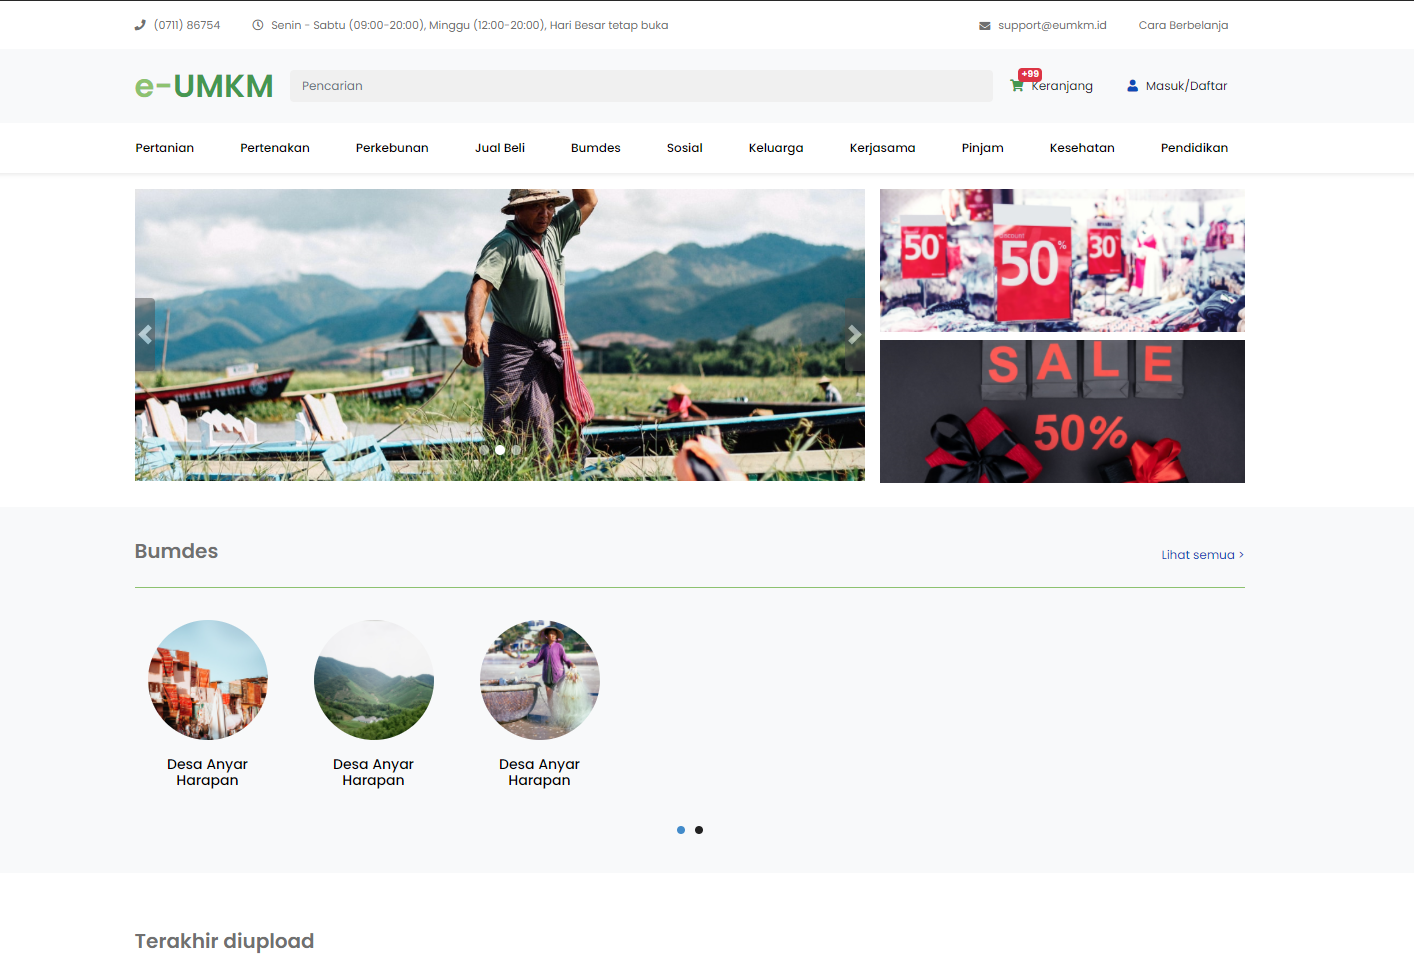 (0711) 86754
Senin - Sabtu (09:00-20:00), Minggu (12:00-20:00), Hari Besar tetap buka
support@eumkm.id
Cara Berbelanja
e-UMKM
Pencarian
+99
Keranjang
Masuk/Daftar
Pertanian
Pertenakan
Perkebunan
Jual Beli
Bumdes
Sosial
Keluarga
Kerjasama
Pinjam
Kesehatan
Pendidikan
50%
50%
30%
SALE
50%
Bumdes
Lihat semua >
Desa Anyar
Harapan
Desa Anyar
Harapan
Desa Anyar
Harapan
Terakhir diupload